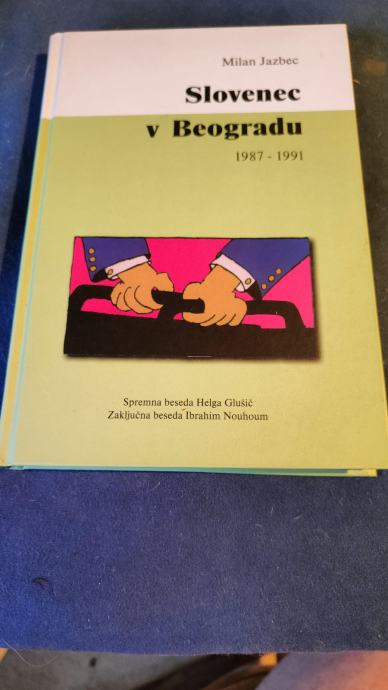 Milan Jazbec
Slovenec
v Beogradu
1987 - 1991
Spremna beseda Helga Glušič
Zaključna beseda Ibrahim Nouhoum